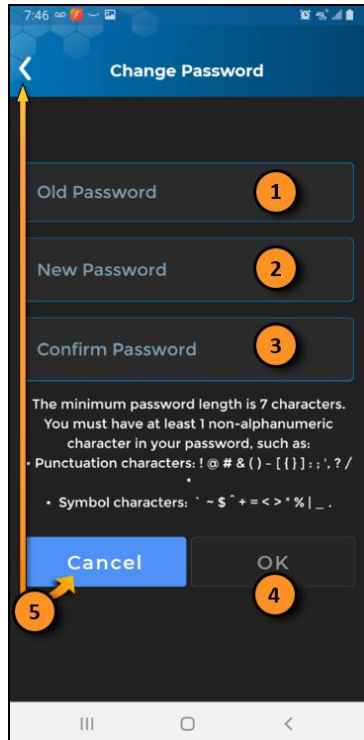 7:46
Change Password
Old Password 1
New Password 2
Confirm Password 3
The minimum password length is 7 characters.
You must have at least 1 non-alphanumeric
character in your password, such as:
• Punctuation characters: ! @ # & ( ) – [ { } ] : ; ', ? /
*
• Symbol characters: ` ~ $ ^ + = < > " % | _ .
Cancel OK
5 4